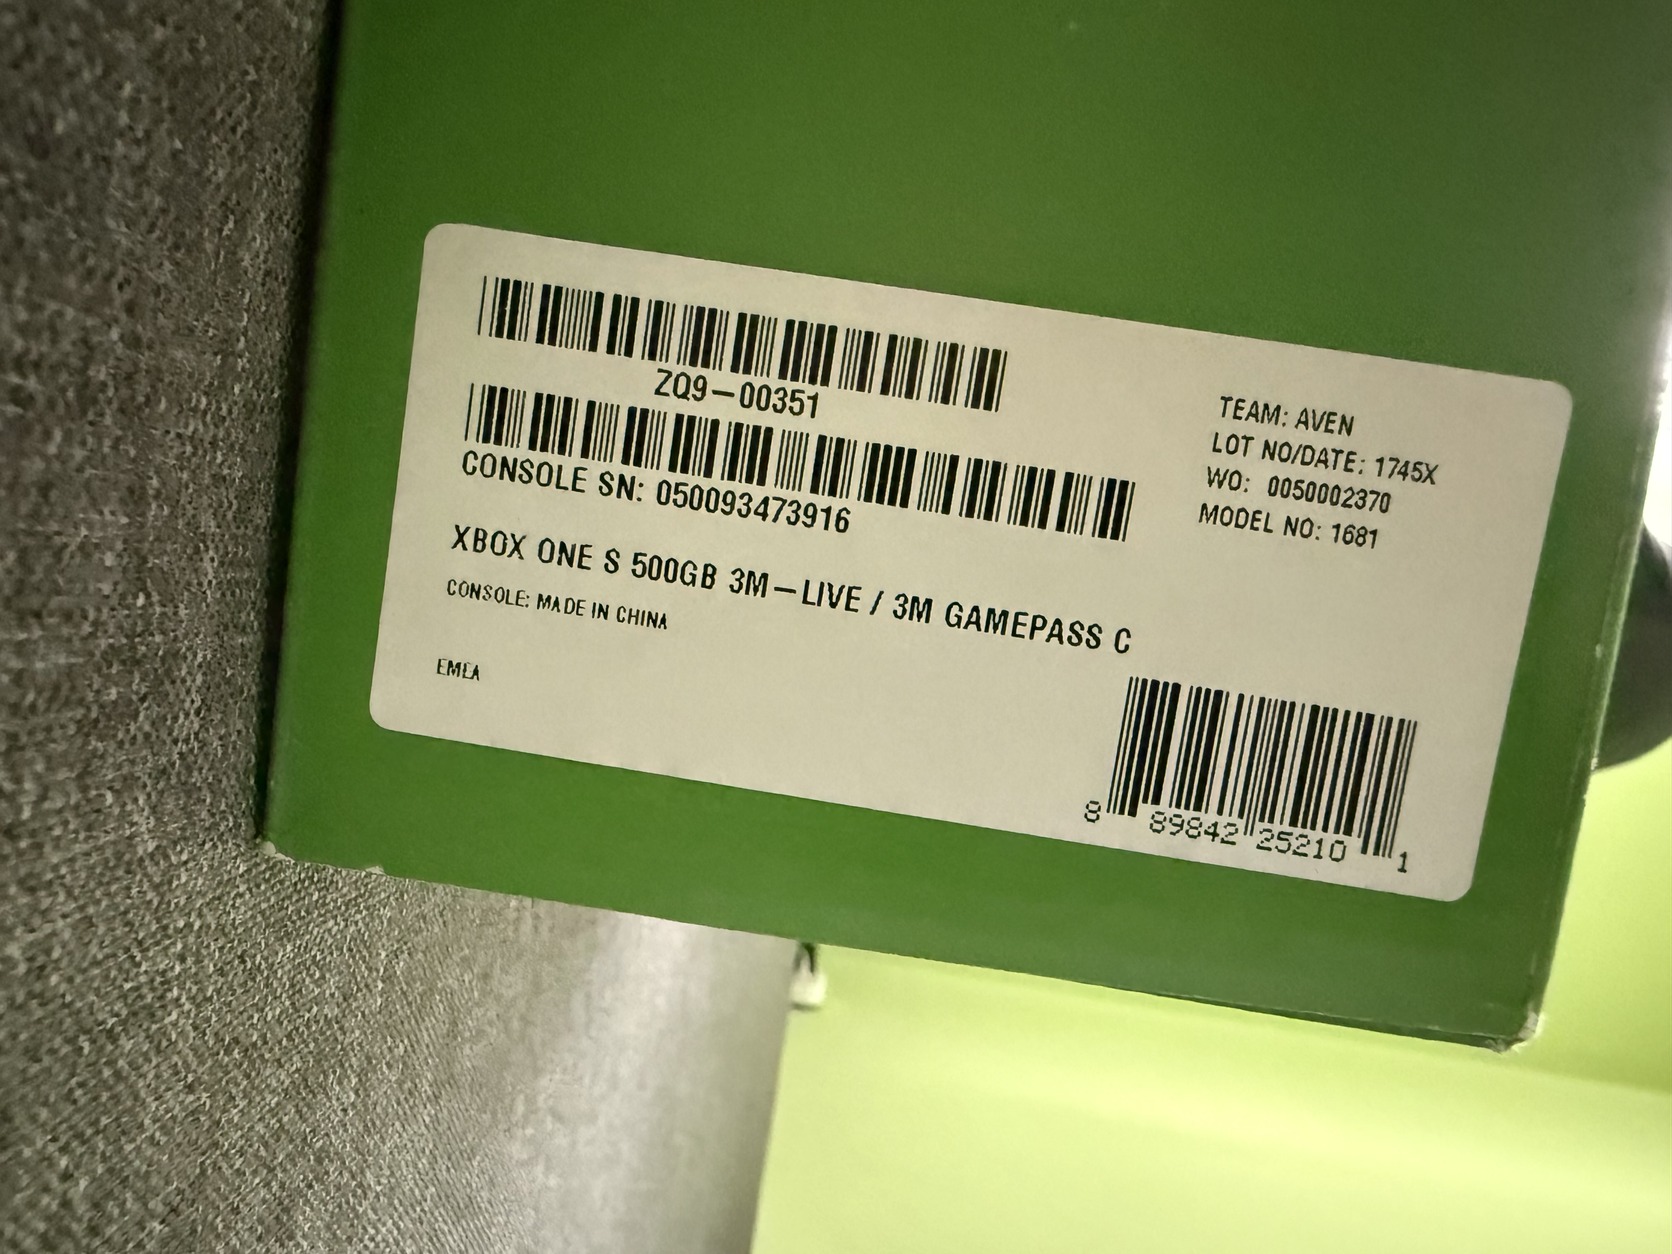 ZQ9-00351
CONSOLE SN: 050093473916
XBOX ONE S 500GB 3M-LIVE / 3M GAMEPASS C
CONSOLE: MADE IN CHINA
EMEA
TEAM: AVEN
LOT NO/DATE: 1745X
WO: 0050002370
MODEL NO: 1681
8 89842 25210 1